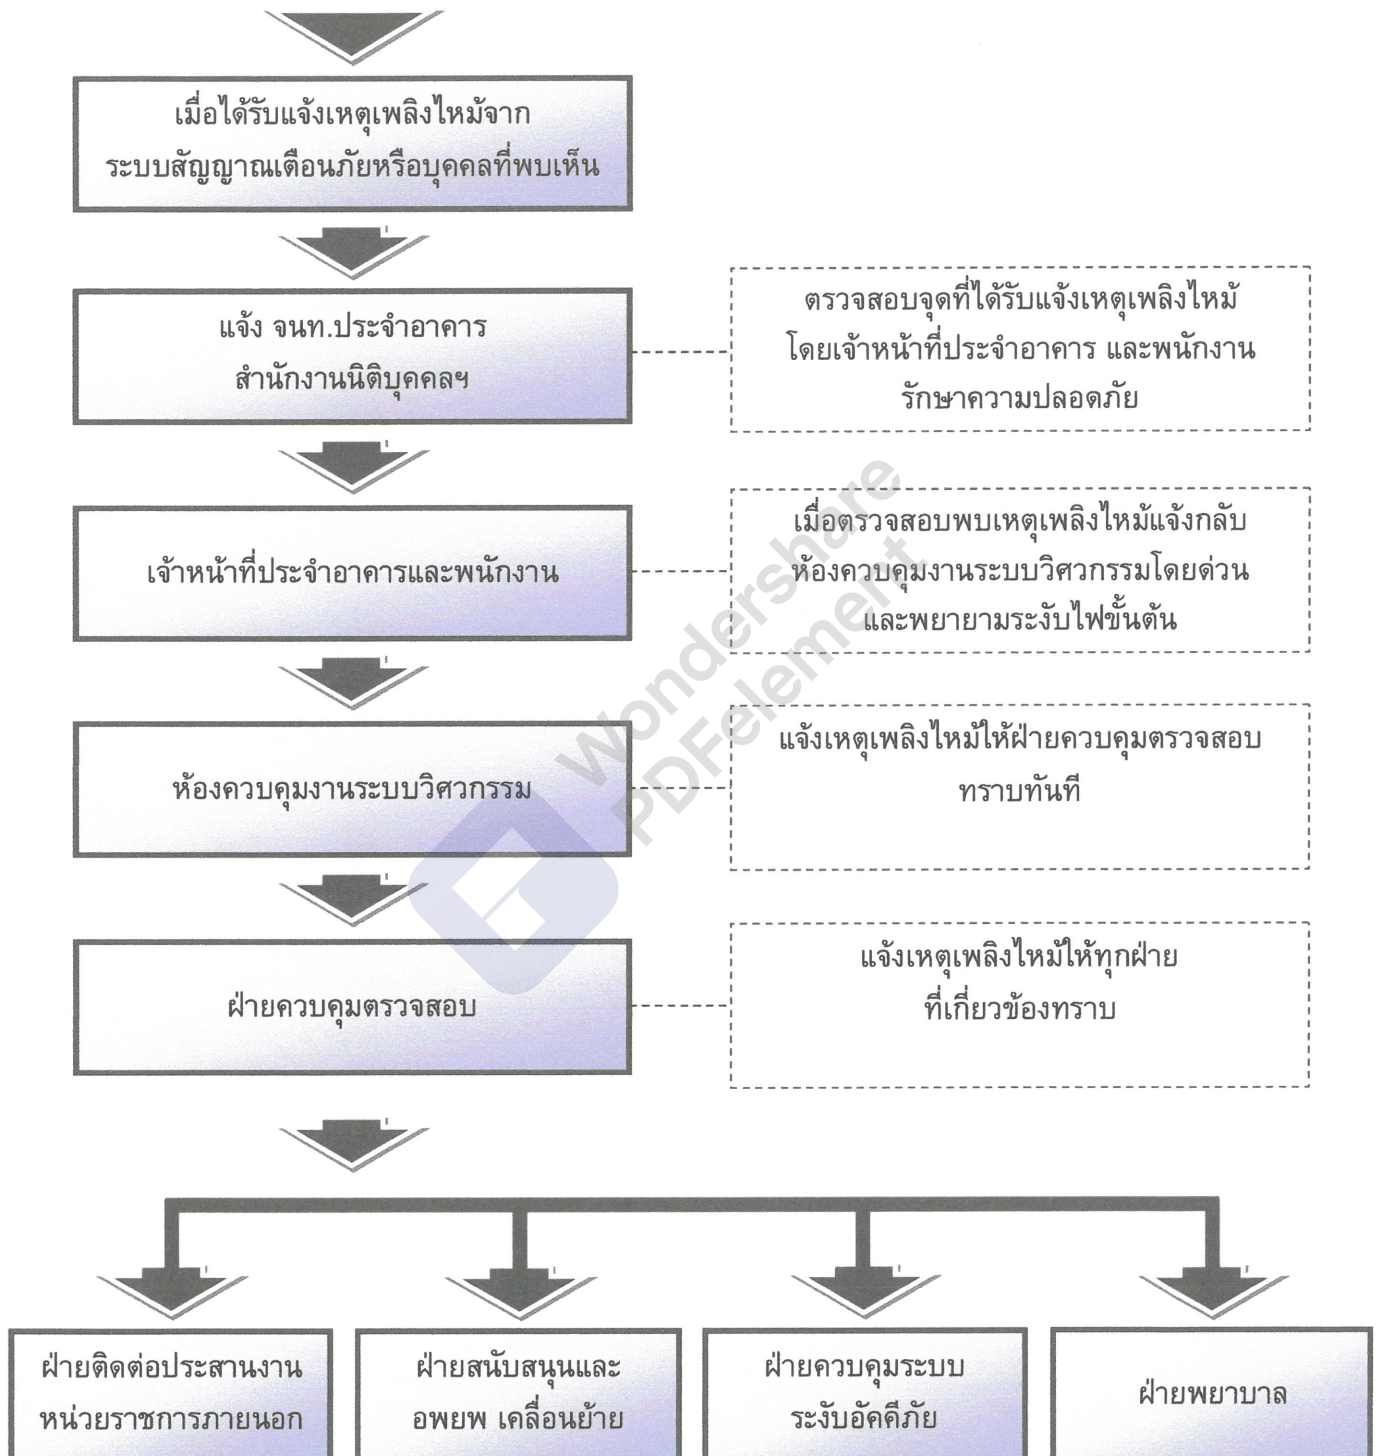 เมื่อได้รับแจ้งเหตุเพลิงไหม้จาก
ระบบสัญญาณเตือนภัยหรือบุคคลที่พบเห็น
แจ้ง จนท.ประจำอาคาร
สำนักงานนิติบุคคลฯ
ตรวจสอบจุดที่ได้รับแจ้งเหตุเพลิงไหม้
โดยเจ้าหน้าที่ประจำอาคาร และพนักงาน
รักษาความปลอดภัย
เจ้าหน้าที่ประจำอาคารและพนักงาน
เมื่อตรวจสอบพบเหตุเพลิงไหม้แจ้งกลับ
ห้องควบคุมงานระบบวิศวกรรมโดยด่วน
และพยายามระงับไฟขั้นต้น
ห้องควบคุมงานระบบวิศวกรรม
แจ้งเหตุเพลิงไหม้ให้ฝ่ายควบคุมตรวจสอบ
ทราบทันที
ฝ่ายควบคุมตรวจสอบ
แจ้งเหตุเพลิงไหม้ให้ทุกฝ่าย
ที่เกี่ยวข้องทราบ
ฝ่ายติดต่อประสานงาน
หน่วยราชการภายนอก
ฝ่ายสนับสนุนและ
อพยพ เคลื่อนย้าย
ฝ่ายควบคุมระบบ
ระงับอัคคีภัย
ฝ่ายพยาบาล
Wondershare
PDFelement